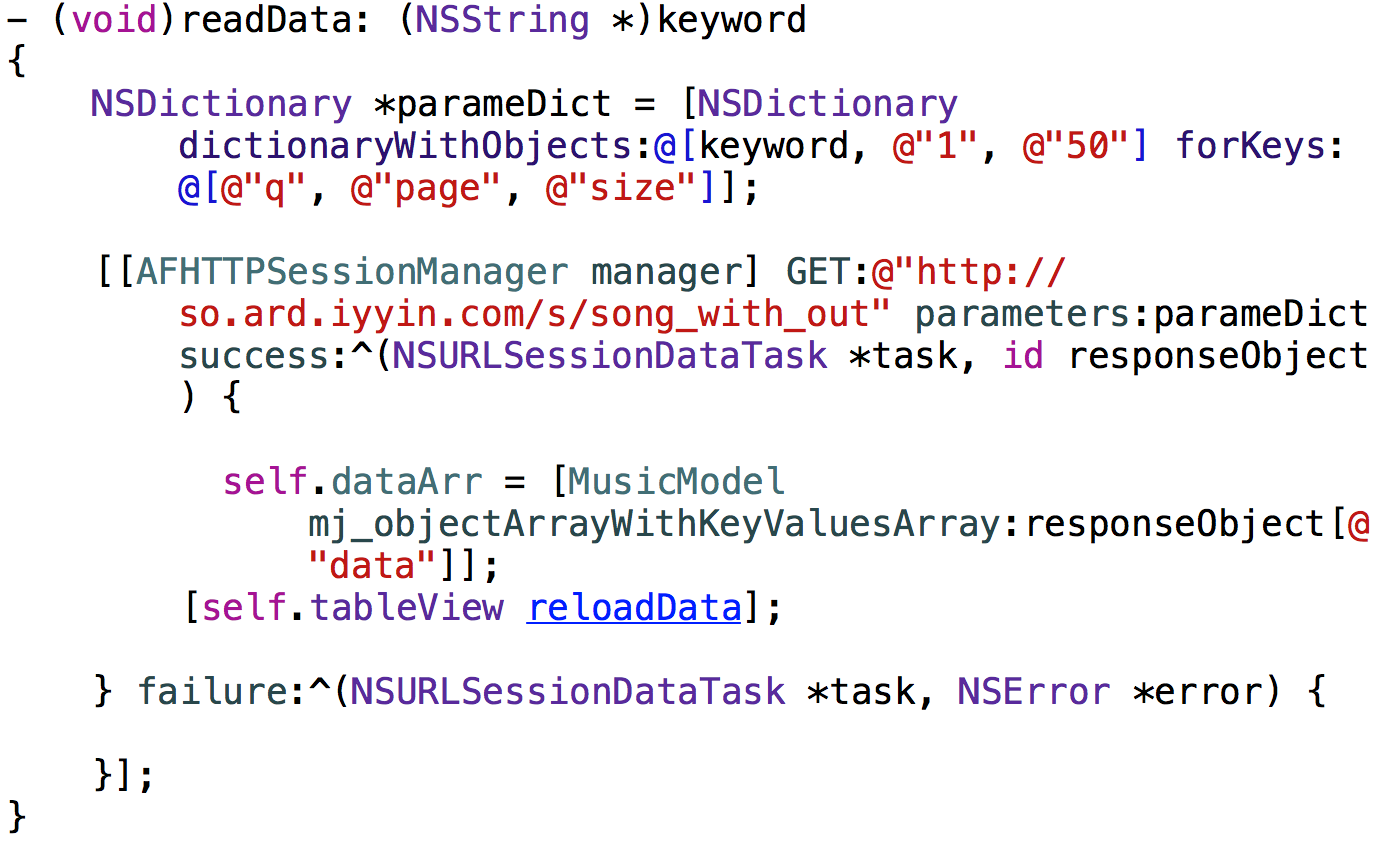 - (void)readData: (NSString *)keyword
{
NSDictionary *parameDict = [NSDictionary
dictionaryWithObjects:@[keyword, @"1", @"50"] forKeys:
@[@"q", @"page", @"size"]];
[[AFHTTPSessionManager manager] GET:@"http://
so.ard.iyyin.com/s/song_with_out" parameters:parameDict
success:^(NSURLSessionDataTask *task, id responseObject
) {
self.dataArr = [MusicModel
mj_objectArrayWithKeyValuesArray:responseObject[@
"data"]];
[self.tableView reloadData];
} failure:^(NSURLSessionDataTask *task, NSError *error) {
}];
}